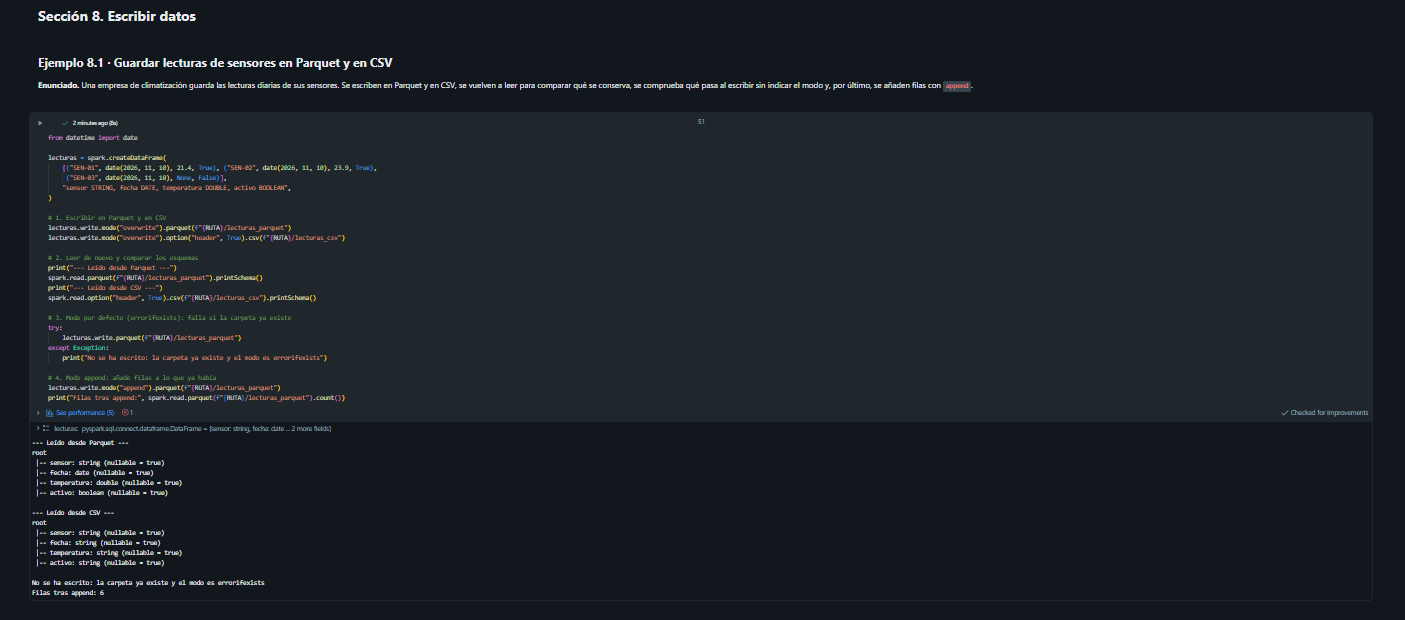 Sección 8. Escribir datos
Ejemplo 8.1 · Guardar lecturas de sensores en Parquet y en CSV
Enunciado. Una empresa de climatización guarda las lecturas diarias de sus sensores. Se escriben en Parquet y en CSV, se vuelven a leer para comparar qué se conserva, se comprueba qué pasa al escribir sin indicar el modo y, por último, se añaden filas con append.
2 minutes ago (8s)
51
from datetime import date
lecturas = spark.createDataFrame(
[("SEN-01", date(2026, 11, 10), 21.4, True), ("SEN-02", date(2026, 11, 10), 23.9, True),
("SEN-03", date(2026, 11, 10), None, False)],
"sensor STRING, fecha DATE, temperatura DOUBLE, activo BOOLEAN",
)
# 1. Escribir en Parquet y en CSV
lecturas.write.mode("overwrite").parquet(f"{RUTA}/lecturas_parquet")
lecturas.write.mode("overwrite").option("header", True).csv(f"{RUTA}/lecturas_csv")
# 2. Leer de nuevo y comparar los esquemas
print("--- Leído desde Parquet ---")
spark.read.parquet(f"{RUTA}/lecturas_parquet").printSchema()
print("--- Leído desde CSV ---")
spark.read.option("header", True).csv(f"{RUTA}/lecturas_csv").printSchema()
# 3. Modo por defecto (errorifexists): falla si la carpeta ya existe
try:
lecturas.write.parquet(f"{RUTA}/lecturas_parquet")
except Exception:
print("No se ha escrito: la carpeta ya existe y el modo es errorifexists")
# 4. Modo append: añade filas a lo que ya había
lecturas.write.mode("append").parquet(f"{RUTA}/lecturas_parquet")
print("Filas tras append:", spark.read.parquet(f"{RUTA}/lecturas_parquet").count())
See performance (5) 1
Checked for improvements
lecturas: pyspark.sql.connect.dataframe.DataFrame = [sensor: string, fecha: date ... 2 more fields]
--- Leído desde Parquet ---
root
|-- sensor: string (nullable = true)
|-- fecha: date (nullable = true)
|-- temperatura: double (nullable = true)
|-- activo: boolean (nullable = true)
--- Leído desde CSV ---
root
|-- sensor: string (nullable = true)
|-- fecha: string (nullable = true)
|-- temperatura: string (nullable = true)
|-- activo: string (nullable = true)
No se ha escrito: la carpeta ya existe y el modo es errorifexists
Filas tras append: 6